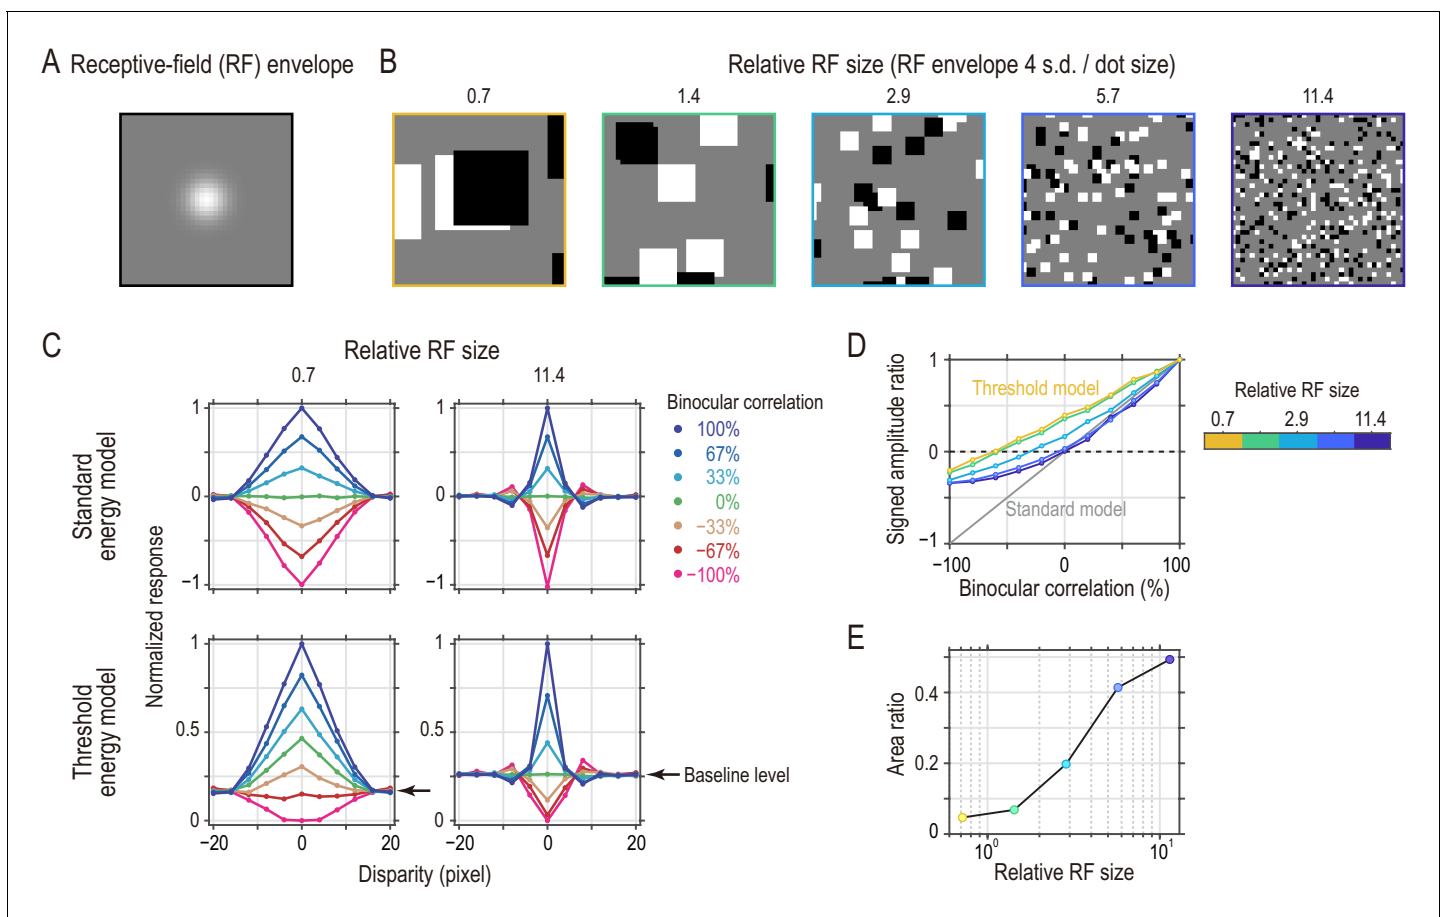 A Receptive-field (RF) envelope
B
Relative RF size (RF envelope 4 s.d. / dot size)
0.7 1.4 2.9 5.7 11.4
C
Relative RF size
0.7 11.4
Standard
energy model
Threshold
energy model
Normalized response
1
0
−1
1
0
−1
1
0.5
0
−20 0 20
1
0.5
0
−20 0 20
Disparity (pixel)
Baseline level
Binocular correlation
100%
67%
33%
0%
−33%
−67%
−100%
D
Signed amplitude ratio
1
0
−1
−100 0 100
Binocular correlation (%)
Threshold model
Standard model
Relative RF size
0.7 2.9 11.4
E
Area ratio
0.4
0.2
0
10⁰ 10¹
Relative RF size